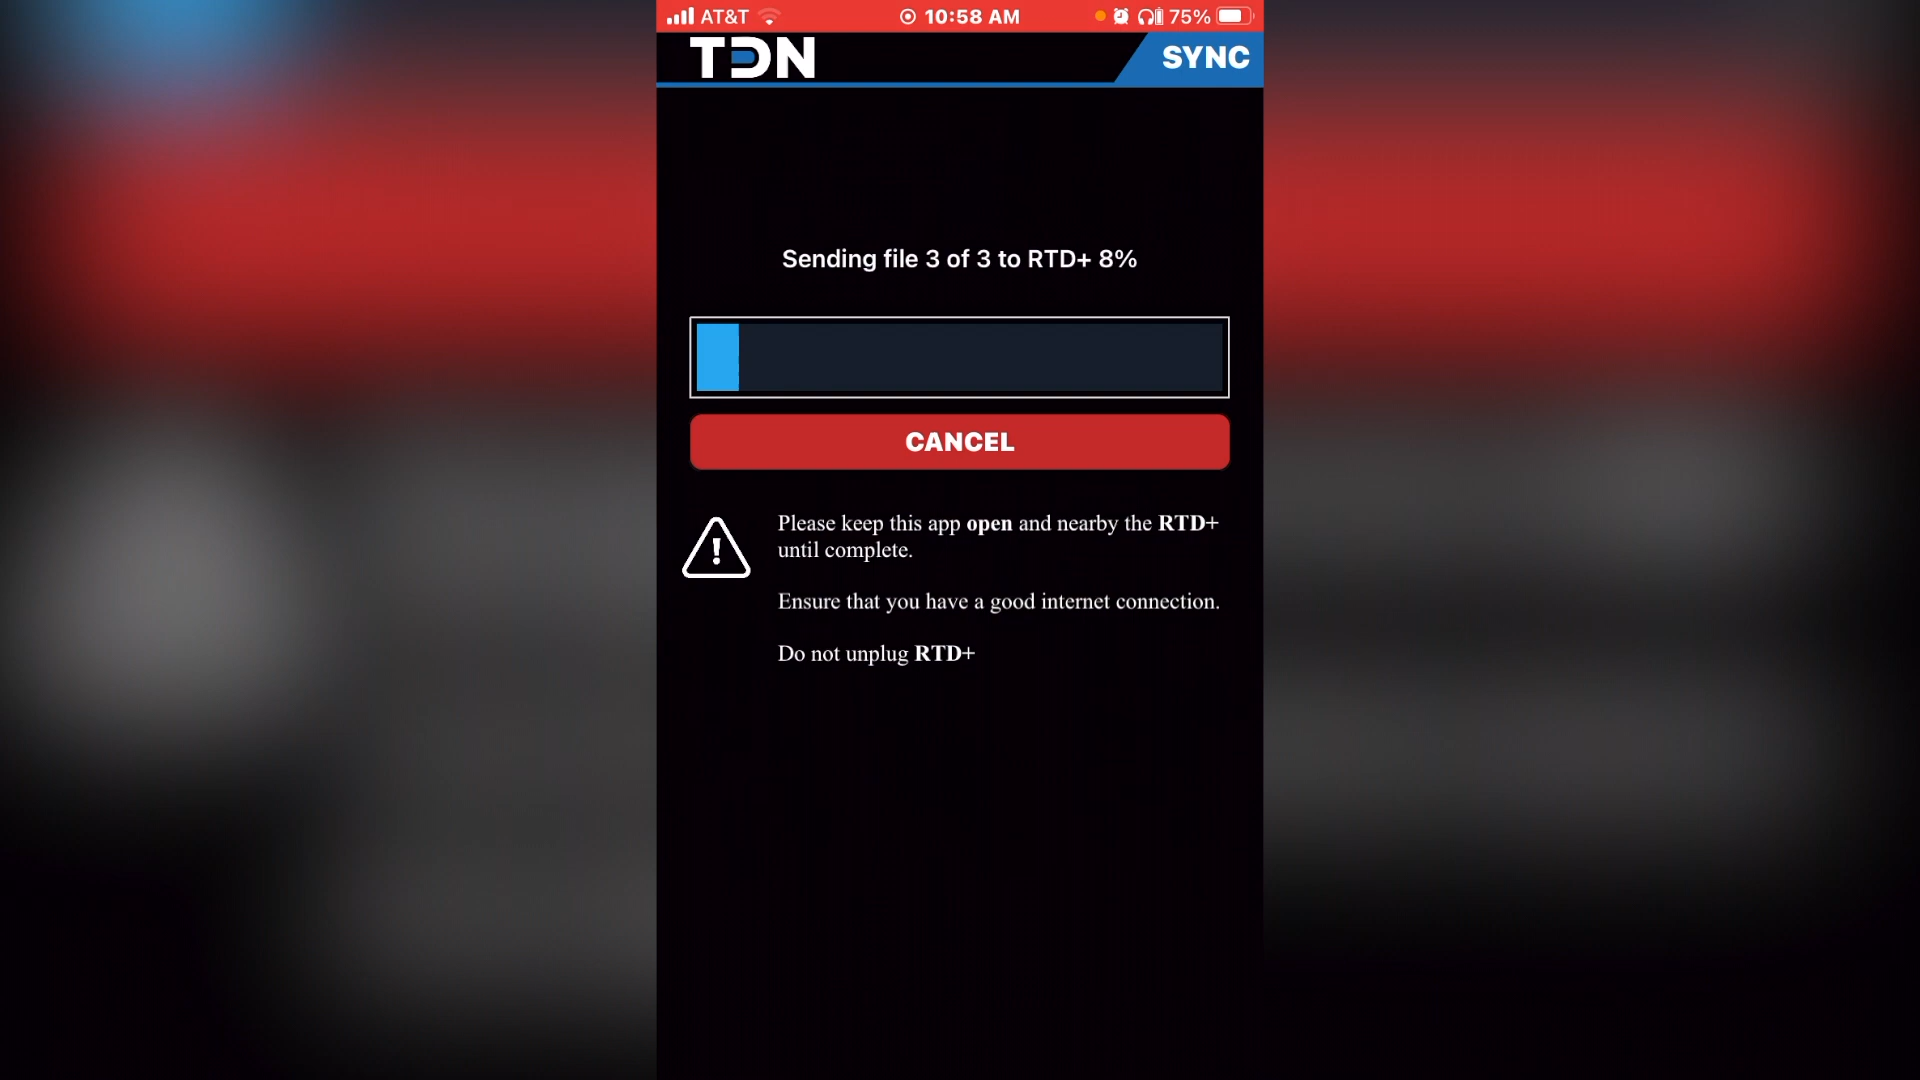 AT&T 10:58 AM 75%
TDN SYNC
Sending file 3 of 3 to RTD+ 8%
CANCEL
Please keep this app open and nearby the RTD+
until complete.
Ensure that you have a good internet connection.
Do not unplug RTD+